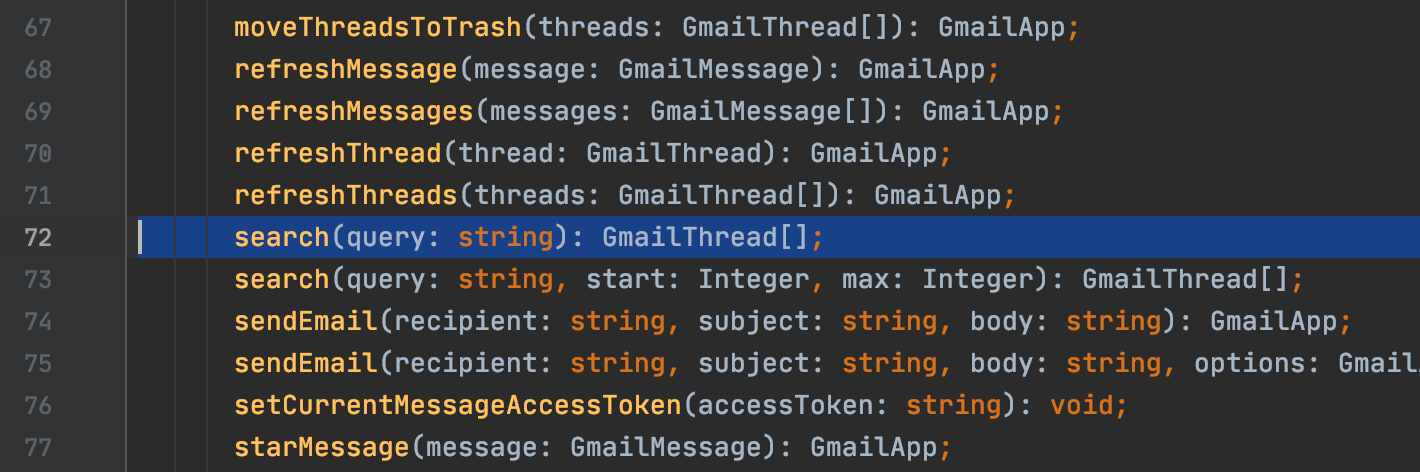 67 moveThreadsToTrash(threads: GmailThread[]): GmailApp;
68 refreshMessage(message: GmailMessage): GmailApp;
69 refreshMessages(messages: GmailMessage[]): GmailApp;
70 refreshThread(thread: GmailThread): GmailApp;
71 refreshThreads(threads: GmailThread[]): GmailApp;
72 search(query: string): GmailThread[];
73 search(query: string, start: Integer, max: Integer): GmailThread[];
74 sendEmail(recipient: string, subject: string, body: string): GmailApp;
75 sendEmail(recipient: string, subject: string, body: string, options: Gmail
76 setCurrentMessageAccessToken(accessToken: string): void;
77 starMessage(message: GmailMessage): GmailApp;